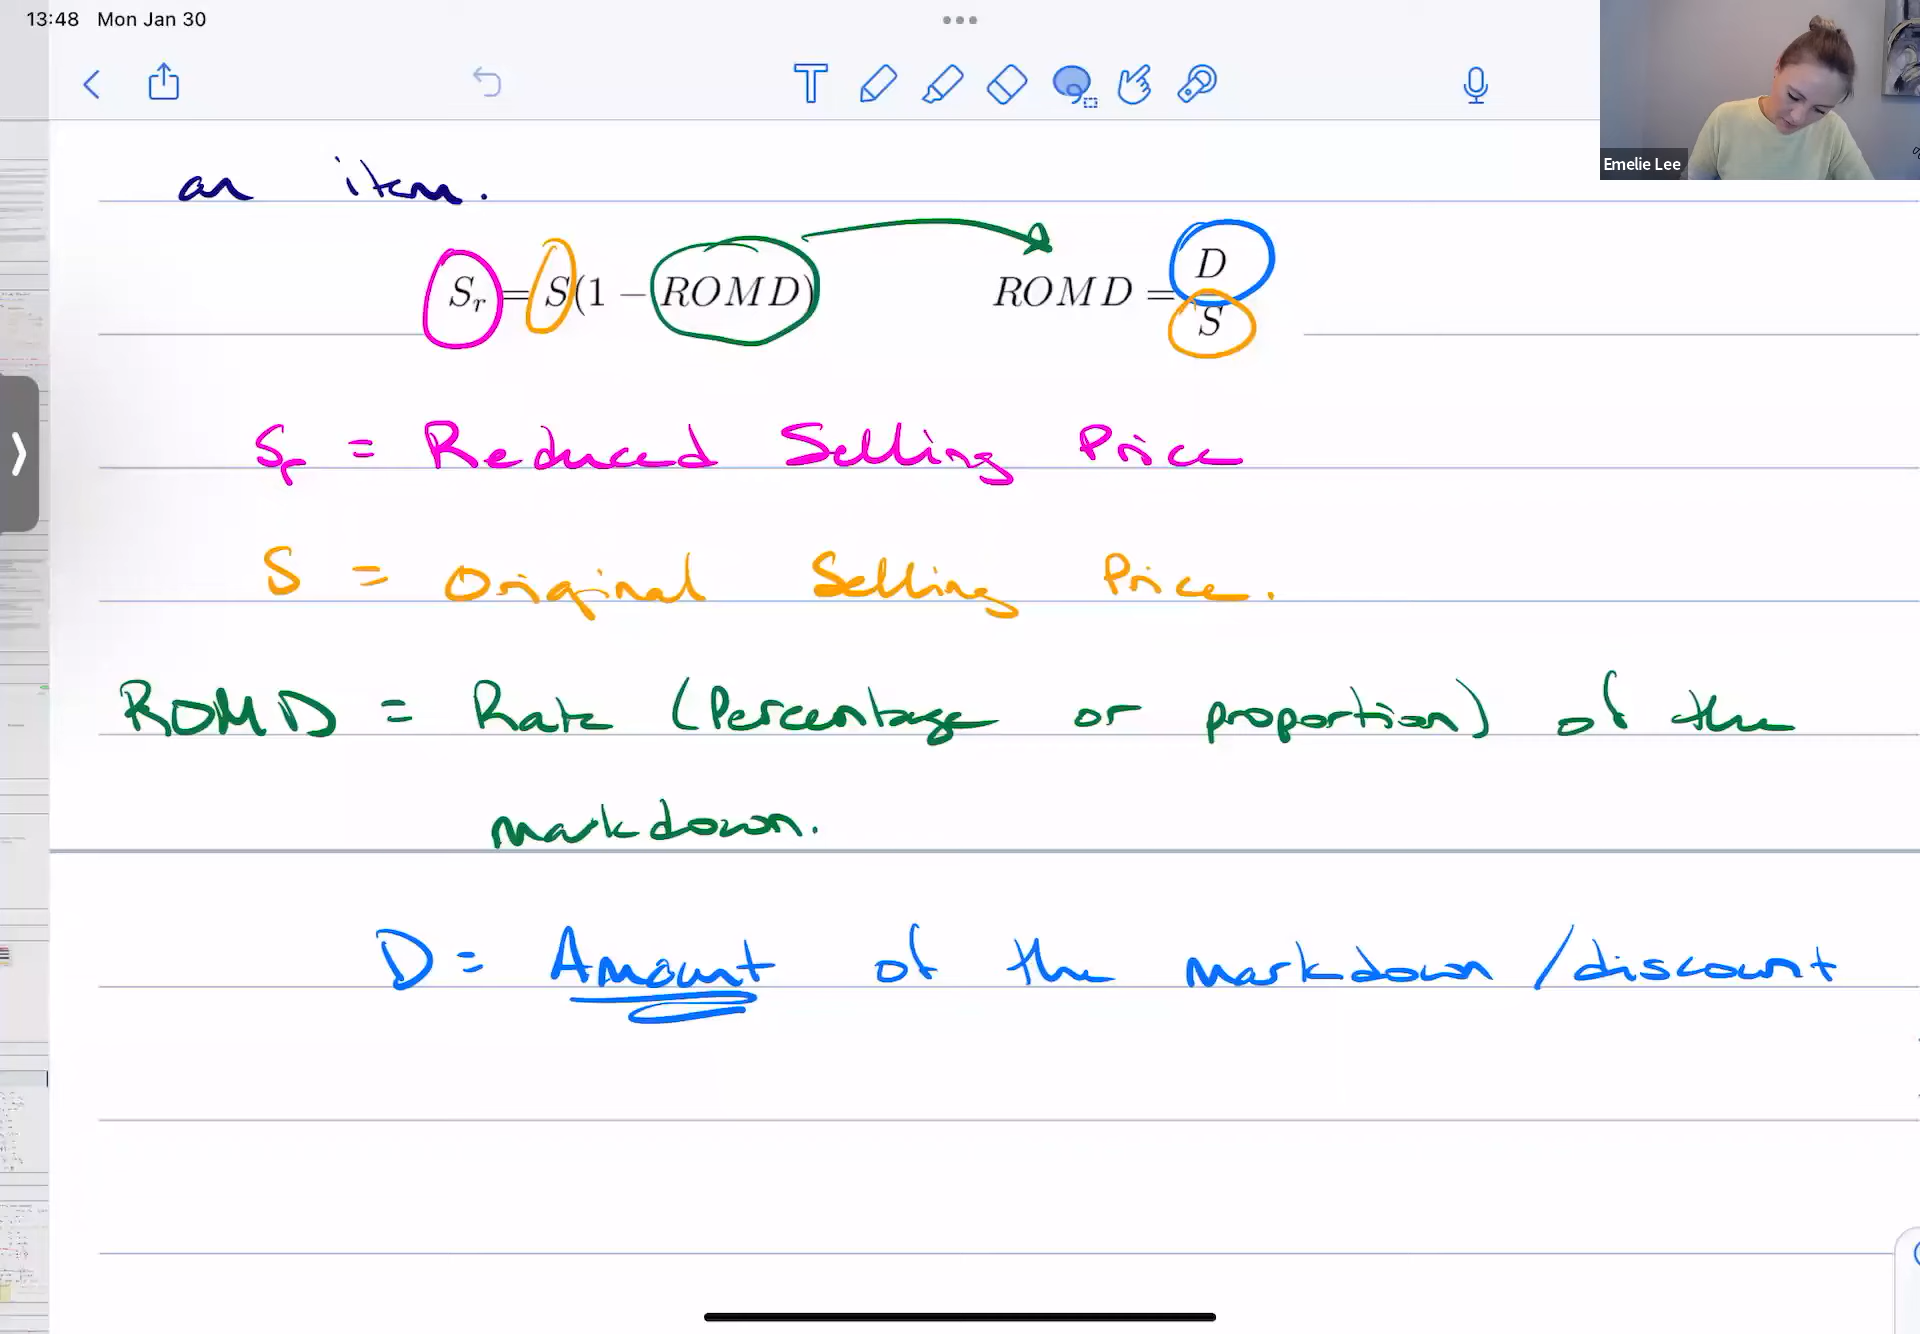 13:48 Mon Jan 30
Emelie Lee
an item.
S_r = S(1 − ROMD) ROMD = D/S
S_r = Reduced Selling Price
S = Original Selling Price.
ROMD = Rate (Percentage or proportion) of the
markdown.
D = Amount of the markdown/discount